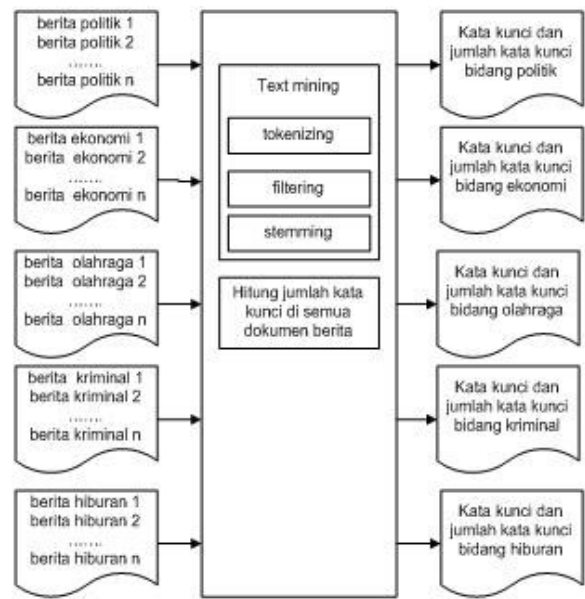 berita politik 1
berita politik 2
.......
berita politik n
berita ekonomi 1
berita ekonomi 2
.......
berita ekonomi n
berita olahraga 1
berita olahraga 2
.......
berita olahraga n
berita kriminal 1
berita kriminal 2
.......
berita kriminal n
berita hiburan 1
berita hiburan 2
.......
berita hiburan n
Text mining
tokenizing
filtering
stemming
Hitung jumlah kata
kunci di semua
dokumen berita
Kata kunci dan
jumlah kata kunci
bidang politik
Kata kunci dan
jumlah kata kunci
bidang ekonomi
Kata kunci dan
jumlah kata kunci
bidang olahraga
Kata kunci dan
jumlah kata kunci
bidang kriminal
Kata kunci dan
jumlah kata kunci
bidang hiburan